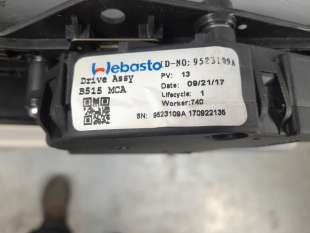 Webasto
ID-NO: 9523109A
Drive Assy
B515 MCA
PV: 13
Date: 09/21/17
Lifecycle: 1
Worker: 740
SN: 9523109A 170922135